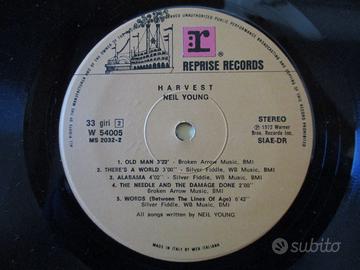 r
REPRISE RECORDS
HARVEST
NEIL YOUNG
33 giri 2
W 54005
MS 2032-2
STEREO
℗ 1972 Warner
Bros. Records Inc.
SIAE-DR
1. OLD MAN 3'22" - Broken Arrow Music, BMI
2. THERE'S A WORLD 3'00" - Silver Fiddle, WB Music, BMI
3. ALABAMA 4'02" - Silver Fiddle, WB Music, BMI
4. THE NEEDLE AND THE DAMAGE DONE 2'00"
5. WORDS (Between The Lines Of Age) 6'42"
Silver Fiddle, WB Music, BMI
All songs written by NEIL YOUNG
MADE IN ITALY BY WEA ITALIANA
subito